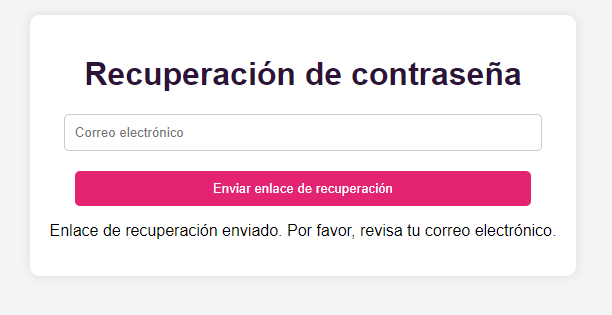 Recuperación de contraseña
Correo electrónico
Enviar enlace de recuperación
Enlace de recuperación enviado. Por favor, revisa tu correo electrónico.